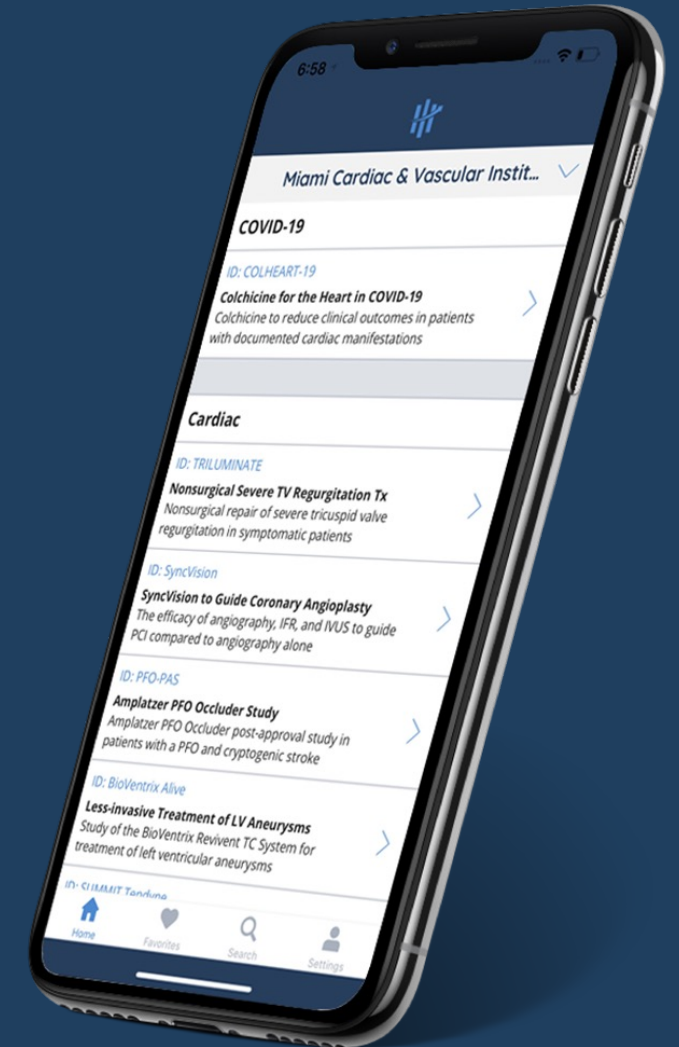 6:58
Miami Cardiac & Vascular Instit...
COVID-19
ID: COLHEART-19
Colchicine for the Heart in COVID-19
Colchicine to reduce clinical outcomes in patients
with documented cardiac manifestations
Cardiac
ID: TRILUMINATE
Nonsurgical Severe TV Regurgitation Tx
Nonsurgical repair of severe tricuspid valve
regurgitation in symptomatic patients
ID: SyncVision
SyncVision to Guide Coronary Angioplasty
The efficacy of angiography, IFR, and IVUS to guide
PCI compared to angiography alone
ID: PFO-PAS
Amplatzer PFO Occluder Study
Amplatzer PFO Occluder post-approval study in
patients with a PFO and cryptogenic stroke
ID: BioVentrix Alive
Less-invasive Treatment of LV Aneurysms
Study of the BioVentrix Revivent TC System for
treatment of left ventricular aneurysms
ID: SUMMIT Tendyne
Home
Favorites
Search
Settings